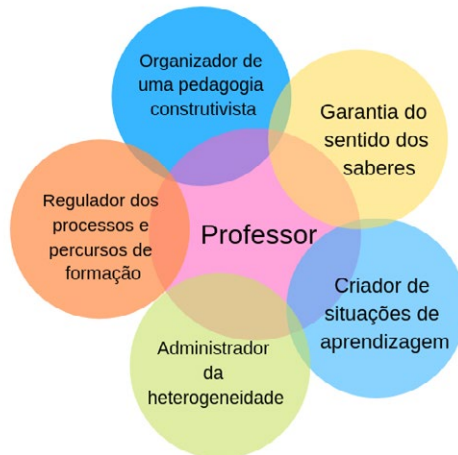 Organizador de
uma pedagogia
construtivista
Garantia do
sentido dos
saberes
Regulador dos
processos e
percursos de
formação
Professor
Criador de
situações de
aprendizagem
Administrador
da
heterogeneidade